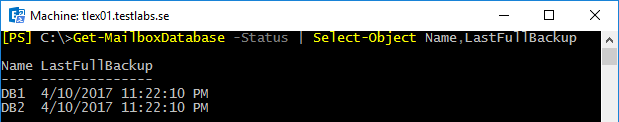 Machine: tlex01.testlabs.se
[PS] C:\>Get-MailboxDatabase -Status | Select-Object Name,LastFullBackup
Name LastFullBackup
---- --------------
DB1  4/10/2017 11:22:10 PM
DB2  4/10/2017 11:22:10 PM